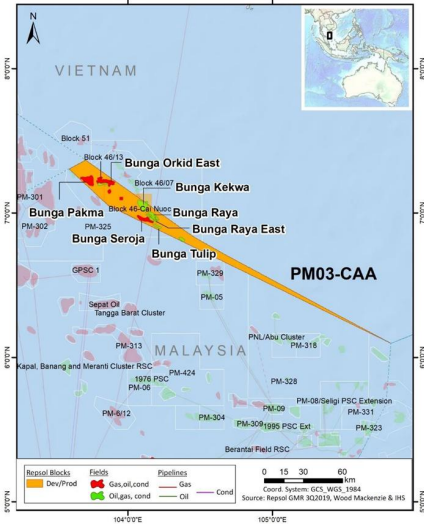 N
8°0'0"N
VIETNAM
Block 51
Block 46/13
Bunga Orkid East
PM-301
Block 46/07
Bunga Kekwa
Bunga Pakma
Block 46-Cai Nuoc
Bunga Raya
7°0'0"N
PM-302
PM-325
Bunga Raya East
Bunga Seroja
Bunga Tulip
GPSC 1
PM-329
PM03-CAA
PM-05
Sepat Oil
Tangga Barat Cluster
PNL/Abu Cluster
PM-313
MALAYSIA
PM-318
6°0'0"N
Kapal, Banang and Meranti Cluster RSC
PM-424
1976 PSC
PM-328
PM-06
PM-08/Seligi PSC Extension
PM-6/12
PM-304
PM-09
PM-331
PM-309
1995 PSC Ext
PM-323
Berantai Field RSC
Repsol Blocks
Dev/Prod
Fields
Gas,oil,cond
Oil,gas, cond
Pipelines
Gas
Oil
Cond
0 15 30 60
km
Coord. System: GCS_WGS_1984
Source: Repsol GMR 3Q2019, Wood Mackenzie & IHS
5°0'0"N
104°0'0"E
105°0'0"E